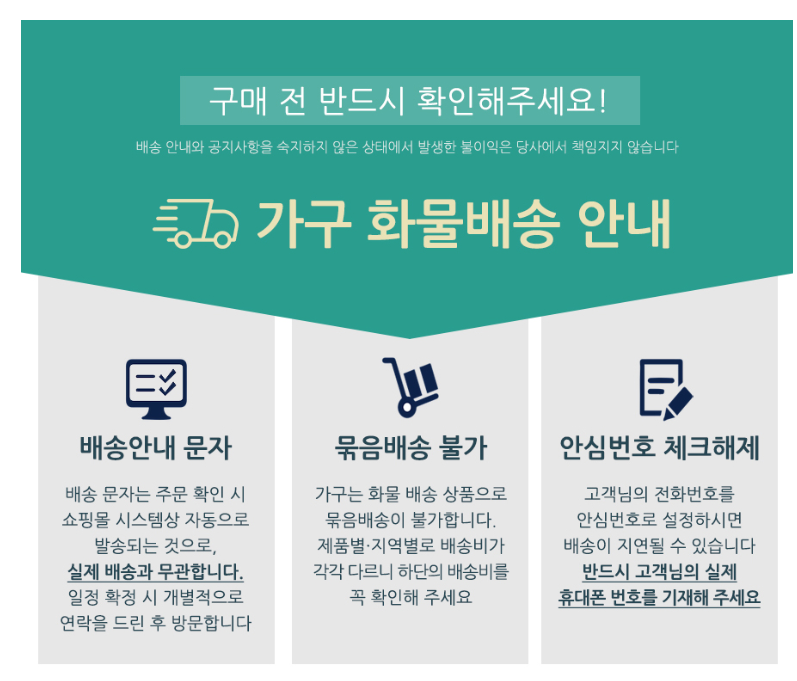 구매 전 반드시 확인해주세요!
배송 안내와 공지사항을 숙지하지 않은 상태에서 발생한 불이익은 당사에서 책임지지 않습니다
가구 화물배송 안내
배송안내 문자
배송 문자는 주문 확인 시
쇼핑몰 시스템상 자동으로
발송되는 것으로,
실제 배송과 무관합니다.
일정 확정 시 개별적으로
연락을 드린 후 방문합니다
묶음배송 불가
가구는 화물 배송 상품으로
묶음배송이 불가합니다.
제품별·지역별로 배송비가
각각 다르니 하단의 배송비를
꼭 확인해 주세요
안심번호 체크해제
고객님의 전화번호를
안심번호로 설정하시면
배송이 지연될 수 있습니다
반드시 고객님의 실제
휴대폰 번호를 기재해 주세요